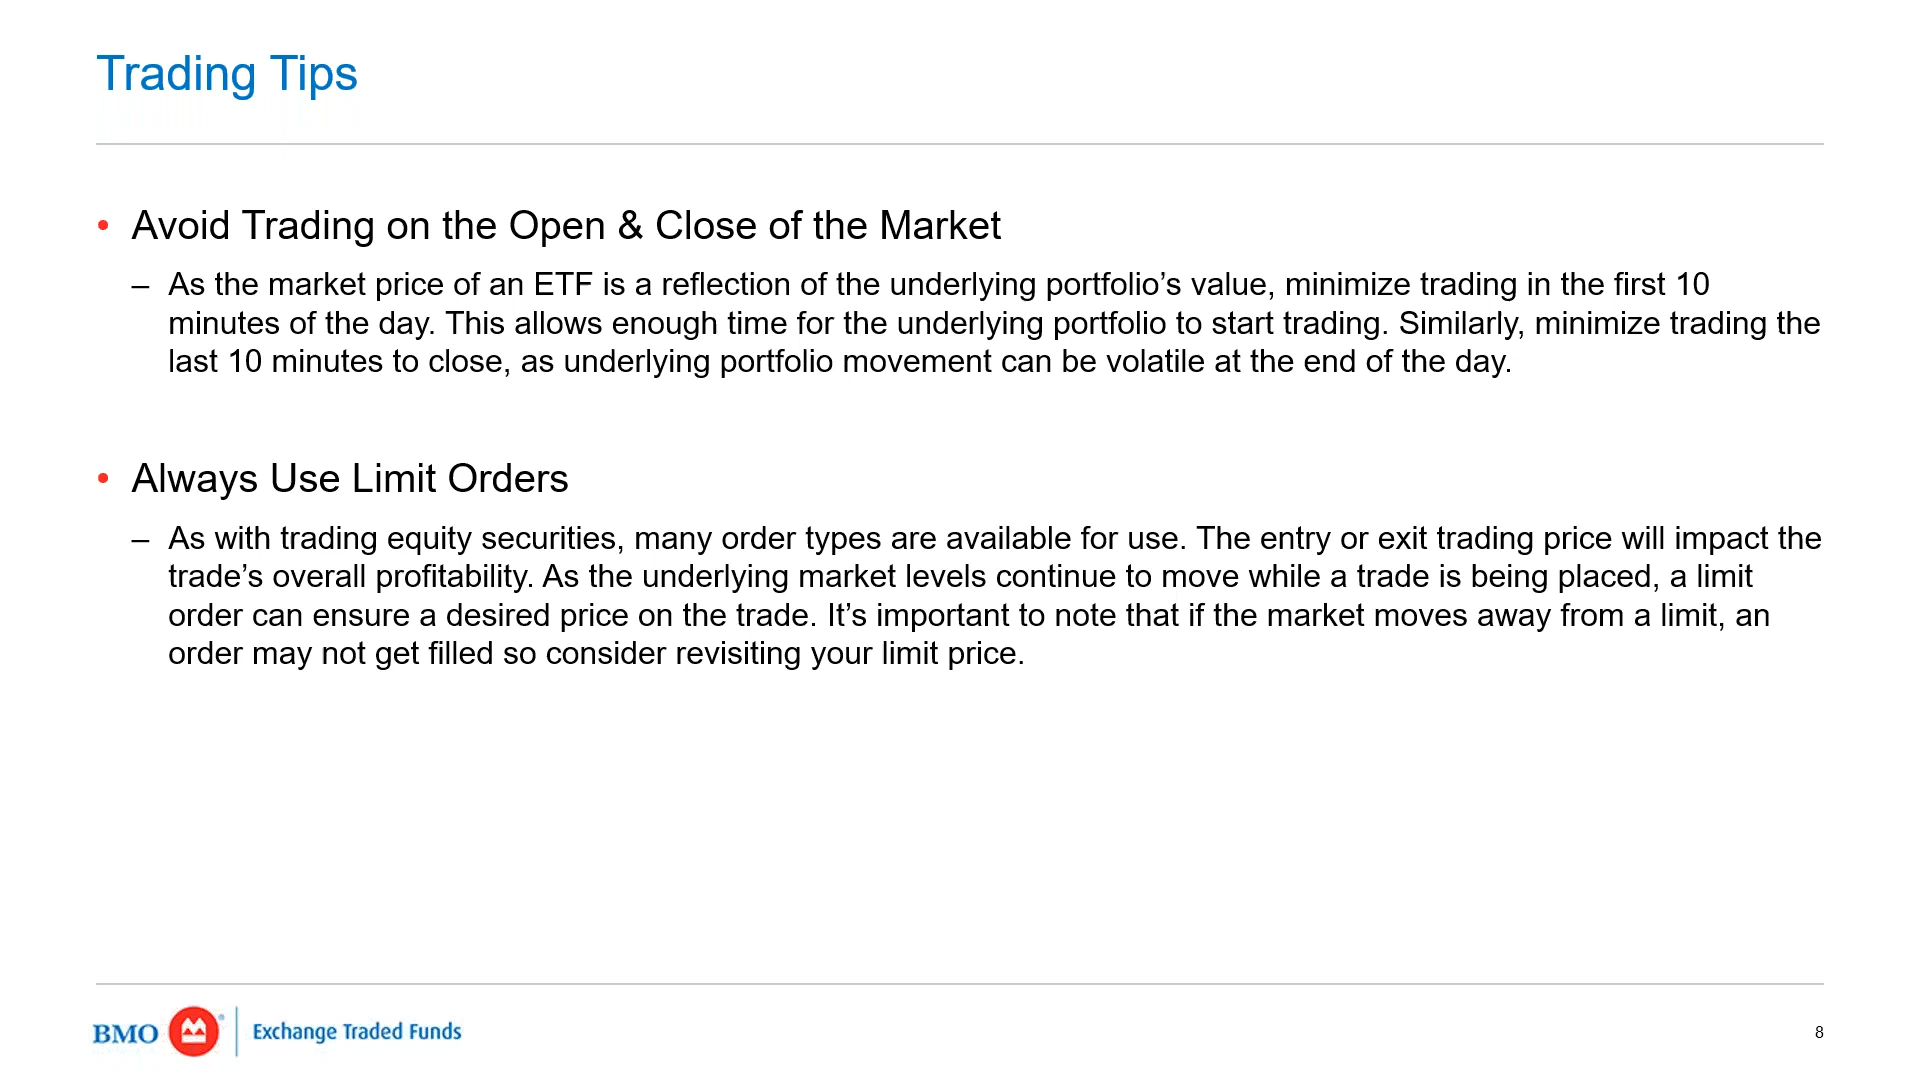 Trading Tips
• Avoid Trading on the Open & Close of the Market
– As the market price of an ETF is a reflection of the underlying portfolio’s value, minimize trading in the first 10
minutes of the day. This allows enough time for the underlying portfolio to start trading. Similarly, minimize trading the
last 10 minutes to close, as underlying portfolio movement can be volatile at the end of the day.
• Always Use Limit Orders
– As with trading equity securities, many order types are available for use. The entry or exit trading price will impact the
trade’s overall profitability. As the underlying market levels continue to move while a trade is being placed, a limit
order can ensure a desired price on the trade. It’s important to note that if the market moves away from a limit, an
order may not get filled so consider revisiting your limit price.
BMO Exchange Traded Funds
8